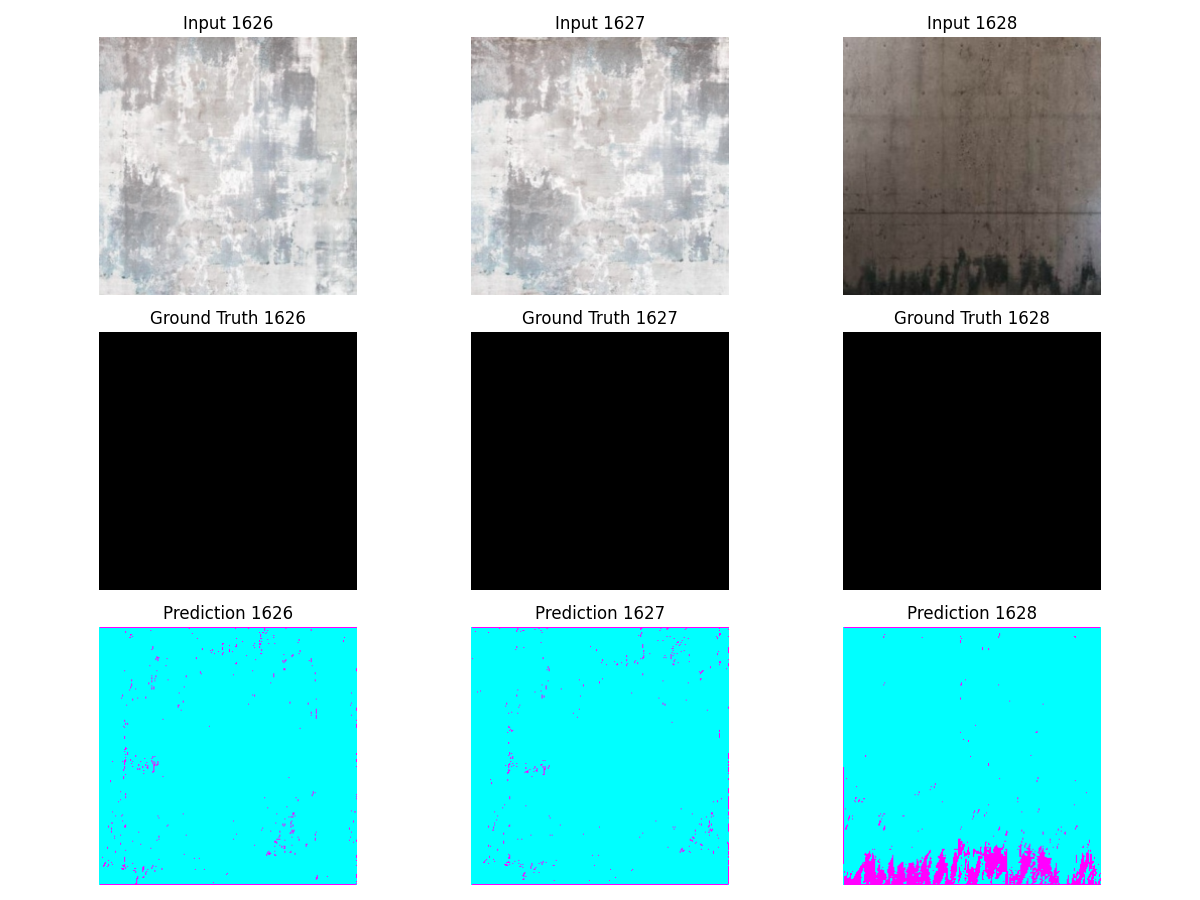 Input 1626
Input 1627
Input 1628
Ground Truth 1626
Ground Truth 1627
Ground Truth 1628
Prediction 1626
Prediction 1627
Prediction 1628